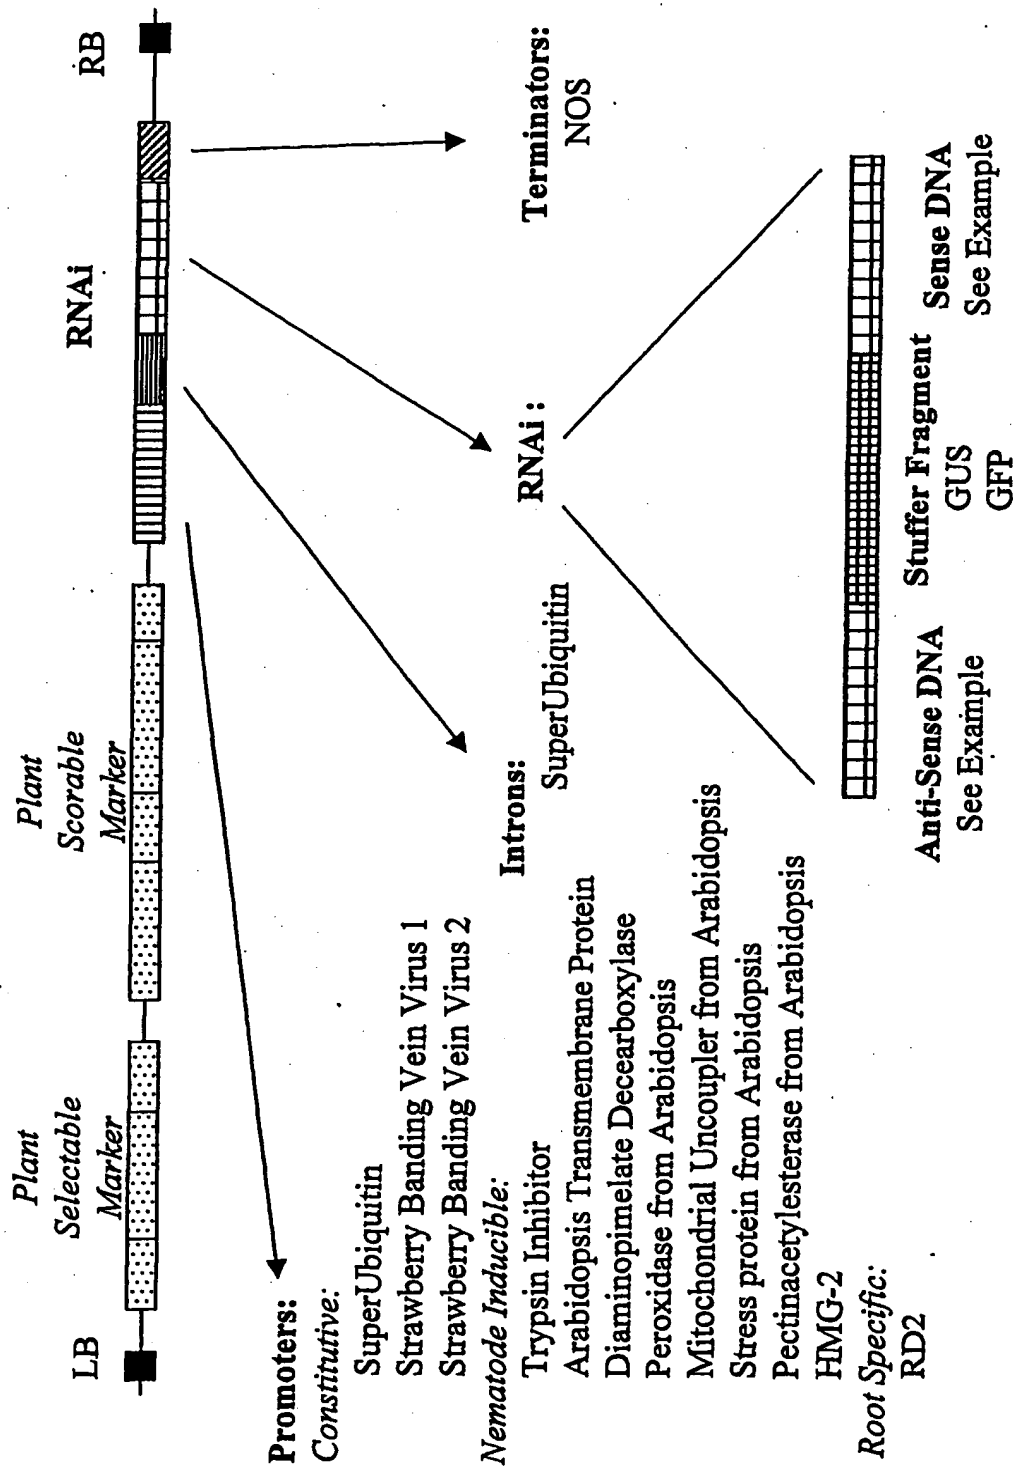 LB
Plant
Selectable
Marker
Plant
Scorable
Marker
RNAi
RB
Promoters:
Constitutive:
SuperUbiquitin
Strawberry Banding Vein Virus 1
Strawberry Banding Vein Virus 2
Nematode Inducible:
Trypsin Inhibitor
Arabidopsis Transmembrane Protein
Diaminopimelate Decearboxylase
Peroxidase from Arabidopsis
Mitochondrial Uncoupler from Arabidopsis
Stress protein from Arabidopsis
Pectinacetylesterase from Arabidopsis
HMG-2
Root Specific:
RD2
Introns:
SuperUbiquitin
RNAi :
Terminators:
NOS
Anti-Sense DNA
See Example
Stuffer Fragment
GUS
GFP
Sense DNA
See Example